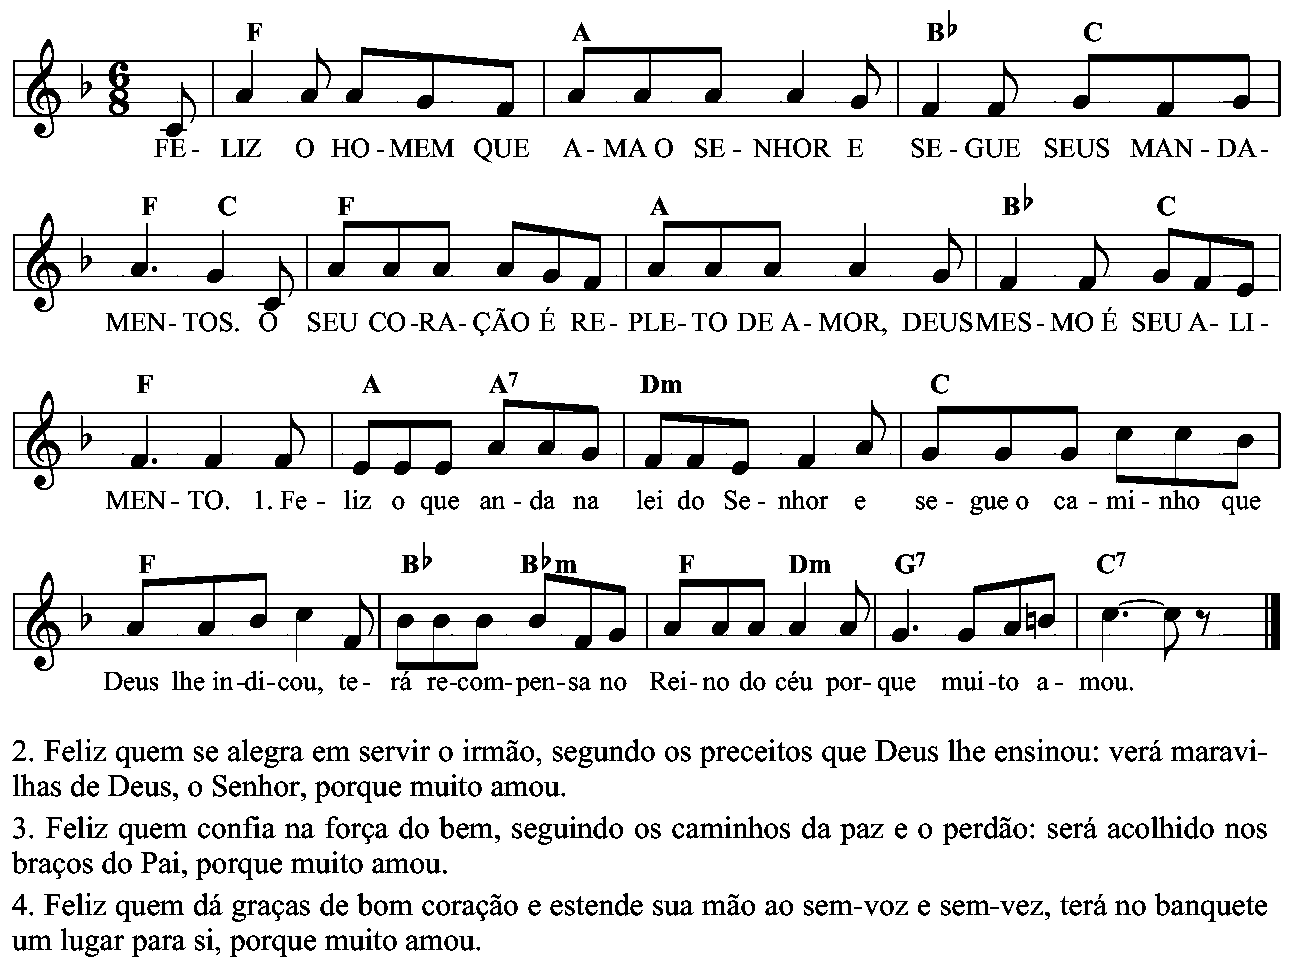 F A B♭ C
6
8
FE- LIZ O HO-MEM QUE A-MA O SE-NHOR E SE-GUE SEUS MAN-DA-
F C F A B♭ C
MEN-TOS. O SEU CO-RA-ÇÃO É RE-PLE-TO DE A-MOR, DEUS MES-MO É SEU A-LI-
F A A7 Dm C
MEN-TO. 1. Fe-liz o que an-da na lei do Se-nhor e se-gue o ca-mi-nho que
F B♭ B♭m F Dm G7 C7
Deus lhe in-di-cou, te-rá re-com-pen-sa no Rei-no do céu por-que mui-to a-mou.
2. Feliz quem se alegra em servir o irmão, segundo os preceitos que Deus lhe ensinou: verá maravi-
lhas de Deus, o Senhor, porque muito amou.
3. Feliz quem confia na força do bem, seguindo os caminhos da paz e o perdão: será acolhido nos
braços do Pai, porque muito amou.
4. Feliz quem dá graças de bom coração e estende sua mão ao sem-voz e sem-vez, terá no banquete
um lugar para si, porque muito amou.